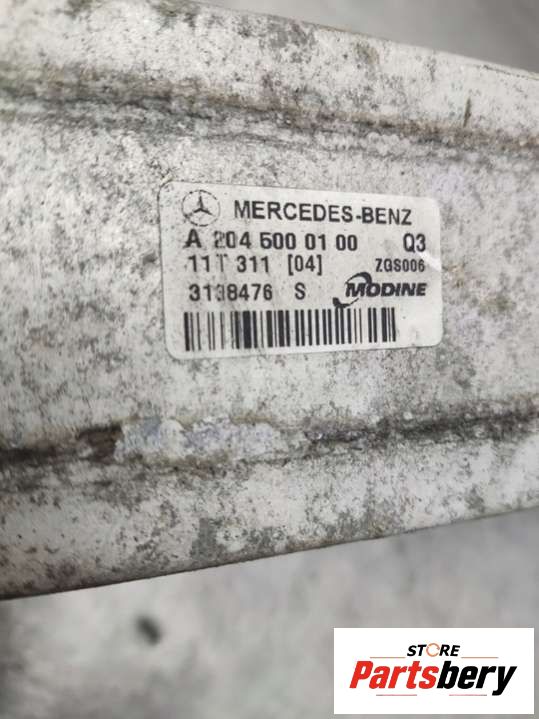 MERCEDES-BENZ
A 204 500 01 00 Q3
11 T 311 [04] ZGS006
3138476 S MODINE
STORE
Partsbery